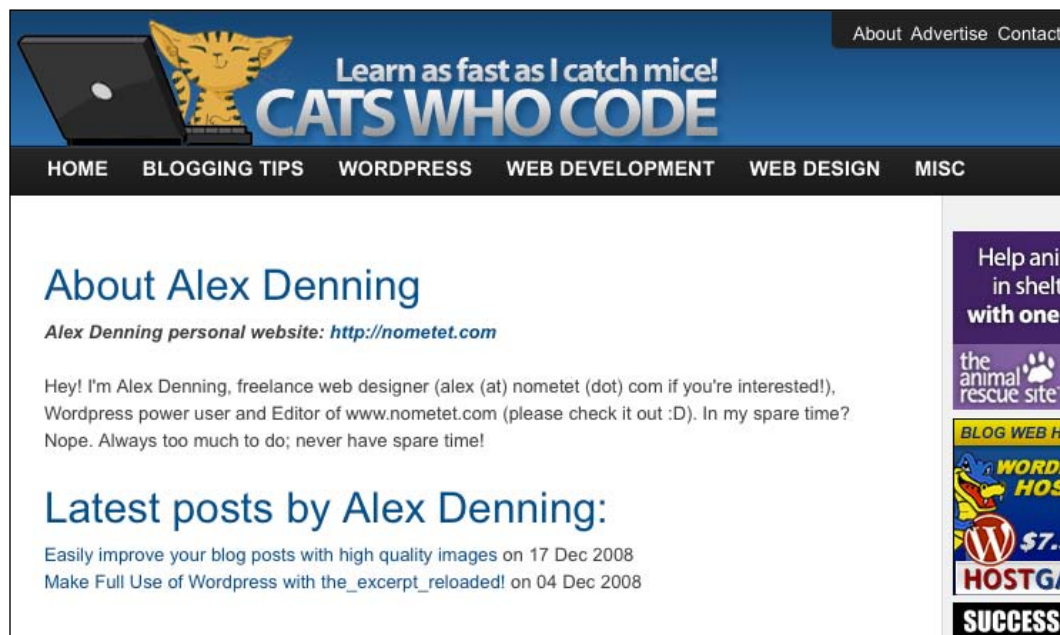 About Advertise Contact
Learn as fast as I catch mice!
CATS WHO CODE
HOME BLOGGING TIPS WORDPRESS WEB DEVELOPMENT WEB DESIGN MISC
About Alex Denning
Alex Denning personal website: http://nometet.com
Hey! I'm Alex Denning, freelance web designer (alex (at) nometet (dot) com if you're interested!),
Wordpress power user and Editor of www.nometet.com (please check it out :D). In my spare time?
Nope. Always too much to do; never have spare time!
Latest posts by Alex Denning:
Easily improve your blog posts with high quality images on 17 Dec 2008
Make Full Use of Wordpress with the_excerpt_reloaded! on 04 Dec 2008
Help
in
with one
the
animal
rescue site
BLOG WEB
$7.
SUCCESS